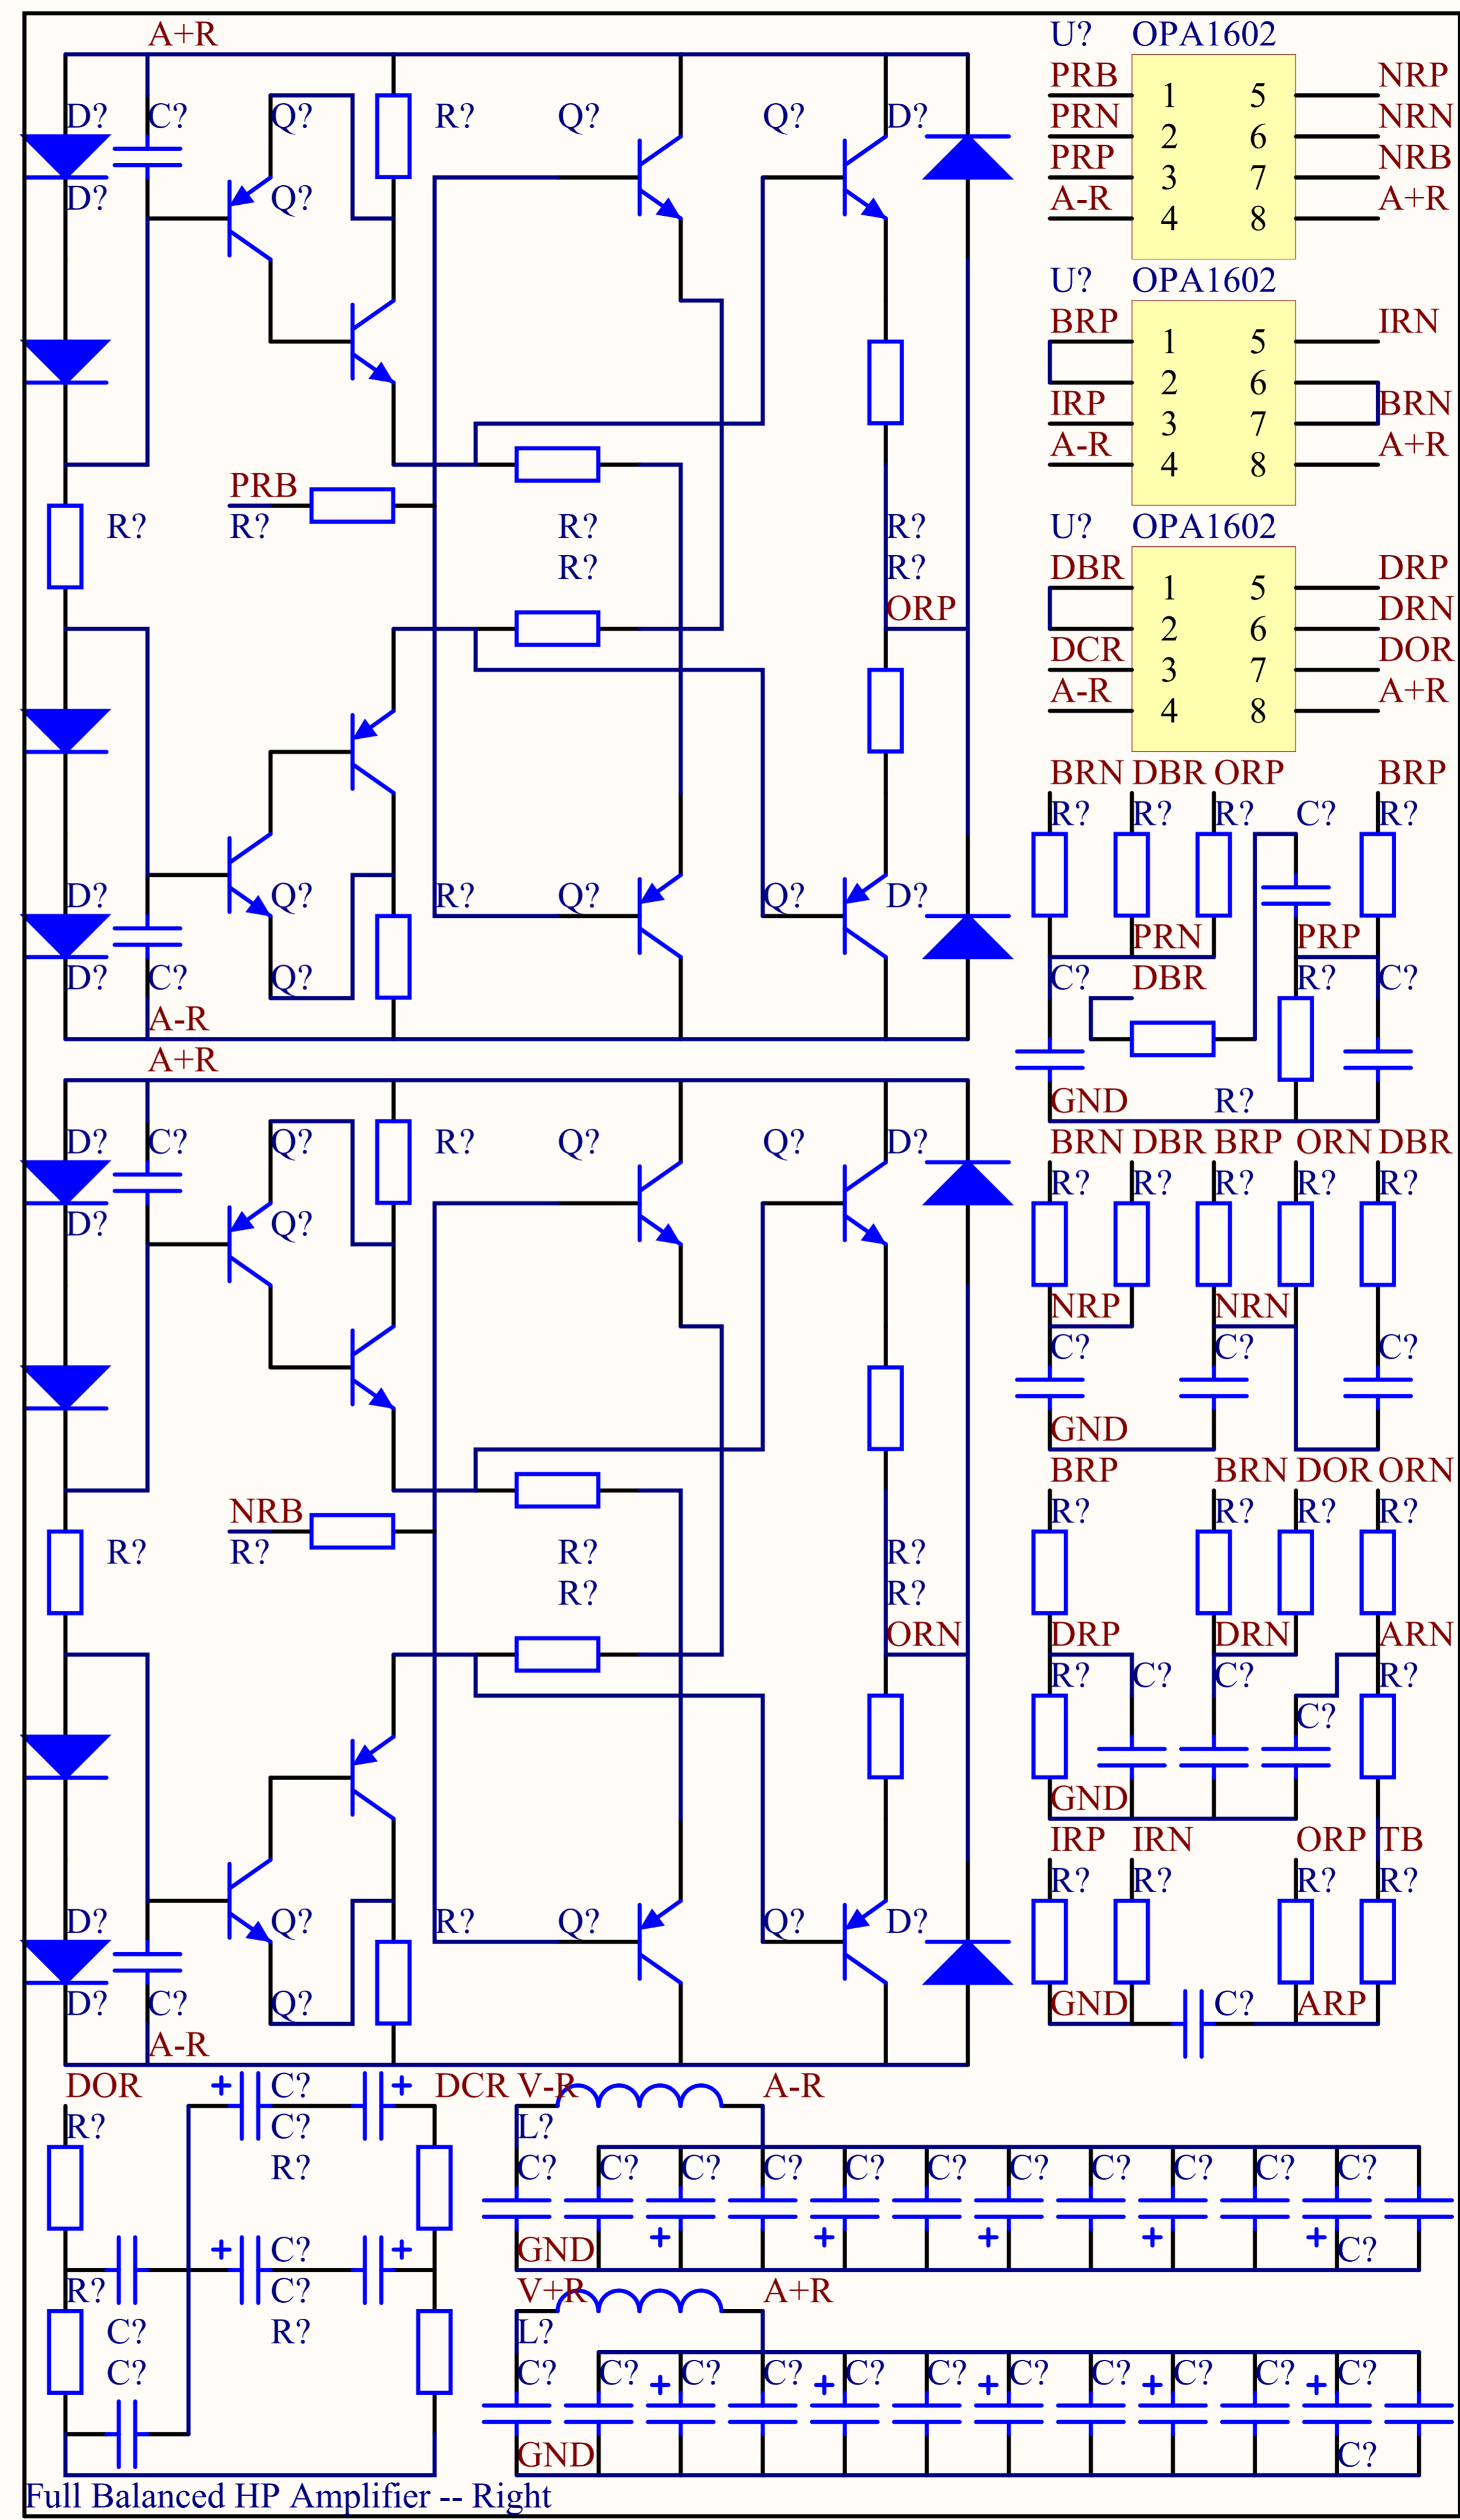 A+R U? OPA1602
PRB 1 5 NRP
D? C? Q? R? Q? Q? D? PRN 2 6 NRN
PRP 3 7 NRB
D? Q? A-R 4 8 A+R
U? OPA1602
BRP 1 5 IRN
2 6
IRP 3 7 BRN
A-R 4 8 A+R
PRB
R? R? R? R? U? OPA1602
R? R? DBR 1 5 DRP
ORP 2 6 DRN
DCR 3 7 DOR
A-R 4 8 A+R
BRN DBR ORP BRP
R? R? R? C? R?
D? Q? R? Q? Q? D?
PRN PRP
D? C? Q? C? DBR R? C?
A-R
A+R
GND R?
D? C? Q? R? Q? Q? D? BRN DBR BRP ORN DBR
R? R? R? R? R?
D? Q?
NRP NRN
C? C? C?
GND
BRP BRN DOR ORN
NRB R? R? R? R?
R? R? R? R?
R? R?
ORN DRP DRN ARN
R? C? C? R?
C?
GND
IRP IRN ORP TB
R? R? R? R?
D? Q? R? Q? Q? D?
D? C? Q? GND C? ARP
A-R
DOR C? DCR V-R A-R
R? C? L?
R? C? C? C? C? C? C? C? C? C? C? C?
C? GND C?
R? C? V+R A+R
C? R? L?
C? C? C? C? C? C? C? C? C? C? C? C?
GND C?
Full Balanced HP Amplifier -- Right